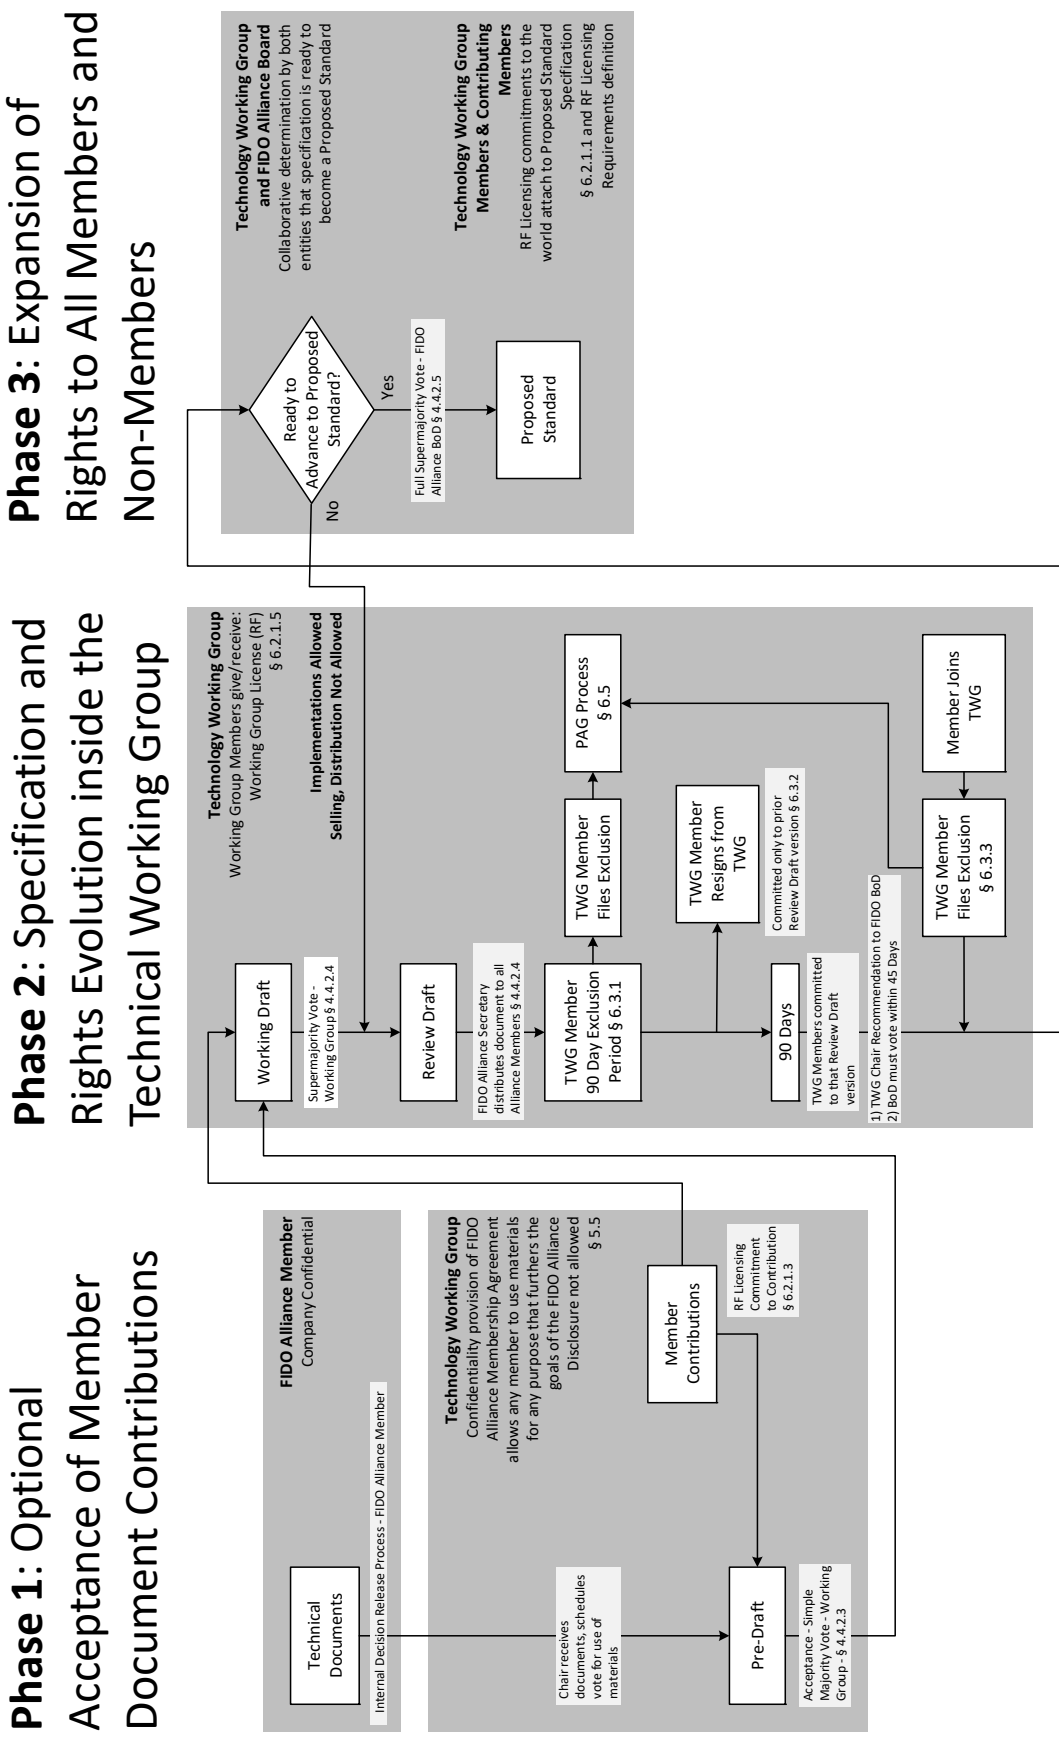 Phase 1: Optional
Acceptance of Member
Document Contributions
FIDO Alliance Member
Company Confidential
Technical
Documents
Internal Decision Release Process - FIDO Alliance Member
Technology Working Group
Confidentiality provision of FIDO
Alliance Membership Agreement
allows any member to use materials
for any purpose that furthers the
goals of the FIDO Alliance
Disclosure not allowed
§ 5.5
Chair receives
documents, schedules
vote for use of
materials
Member
Contributions
RF Licensing
Commitment
to Contribution
§ 6.2.1.3
Pre-Draft
Acceptance - Simple
Majority Vote - Working
Group - § 4.4.2.3
Phase 2: Specification and
Rights Evolution inside the
Technical Working Group
Technology Working Group
Working Group Members give/receive:
Working Group License (RF)
§ 6.2.1.5
Implementations Allowed
Selling, Distribution Not Allowed
Working Draft
Supermajority Vote -
Working Group § 4.4.2.4
Review Draft
FIDO Alliance Secretary
distributes document to all
Alliance Members § 4.4.2.4
TWG Member
90 Day Exclusion
Period § 6.3.1
TWG Member
Files Exclusion
PAG Process
§ 6.5
TWG Member
Resigns from
TWG
Committed only to prior
Review Draft version § 6.3.2
90 Days
TWG Members committed
to that Review Draft
version
1) TWG Chair Recommendation to FIDO BoD
2) BoD must vote within 45 Days
TWG Member
Files Exclusion
§ 6.3.3
Member Joins
TWG
Phase 3: Expansion of
Rights to All Members and
Non-Members
Technology Working Group
and FIDO Alliance Board
Collaborative determination by both
entities that specification is ready to
become a Proposed Standard
Ready to
Advance to Proposed
Standard?
No
Yes
Full Supermajority Vote - FIDO
Alliance BoD § 4.4.2.5
Proposed
Standard
Technology Working Group
Members & Contributing
Members
RF Licensing commitments to the
world attach to Proposed Standard
Specification
§ 6.2.1.1 and RF Licensing
Requirements definition